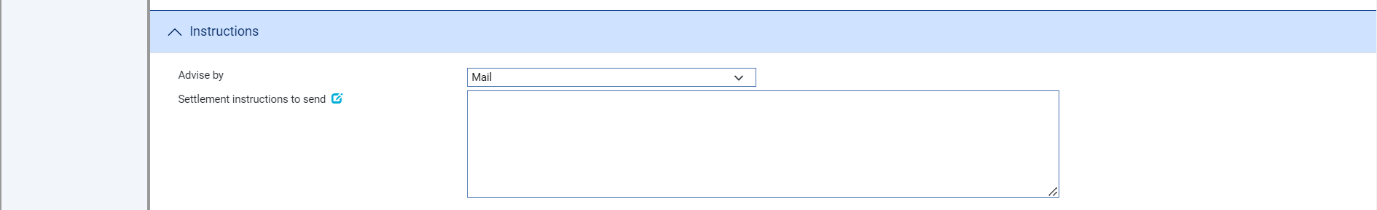 Instructions
Advise by
Mail
Settlement instructions to send